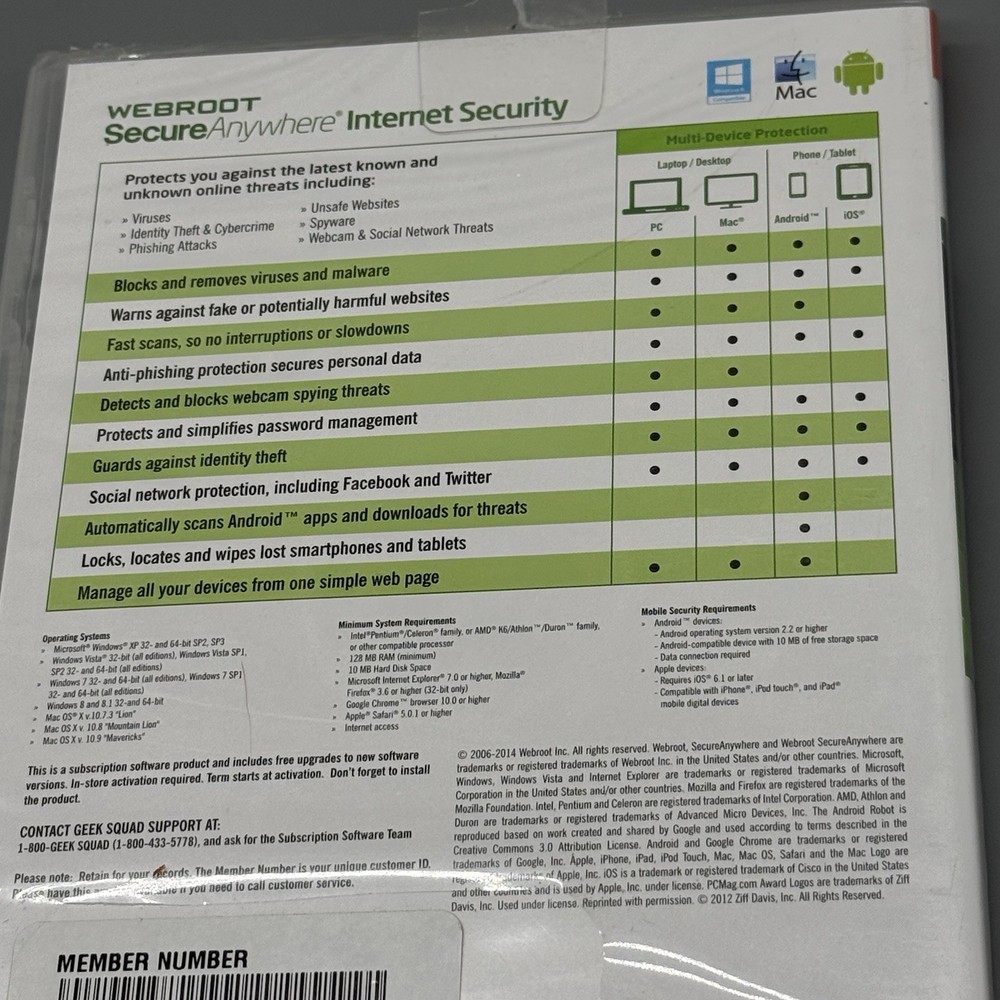 WEBROOT
SecureAnywhere® Internet Security
Windows 8
Compatible
Mac
Multi-Device Protection
Protects you against the latest known and
unknown online threats including:
» Viruses
» Identity Theft & Cybercrime
» Phishing Attacks
» Unsafe Websites
» Spyware
» Webcam & Social Network Threats
Laptop / Desktop
Phone / Tablet
PC
Mac®
Android™
iOS®
Blocks and removes viruses and malware
Warns against fake or potentially harmful websites
Fast scans, so no interruptions or slowdowns
Anti-phishing protection secures personal data
Detects and blocks webcam spying threats
Protects and simplifies password management
Guards against identity theft
Social network protection, including Facebook and Twitter
Automatically scans Android™ apps and downloads for threats
Locks, locates and wipes lost smartphones and tablets
Manage all your devices from one simple web page
Operating Systems
» Microsoft® Windows® XP 32- and 64-bit SP2, SP3
» Windows Vista® 32-bit (all editions), Windows Vista SP1,
SP2 32- and 64-bit (all editions)
» Windows 7 32- and 64-bit (all editions), Windows 7 SP1
32- and 64-bit (all editions)
» Windows 8 and 8.1 32-and 64-bit
» Mac OS® X v.10.7.3 "Lion"
» Mac OS X v. 10.8 "Mountain Lion"
» Mac OS X v. 10.9 "Mavericks"
Minimum System Requirements
» Intel®Pentium®/Celeron® family, or AMD® K6/Athlon™/Duron™ family,
or other compatible processor
» 128 MB RAM (minimum)
» 10 MB Hard Disk Space
» Microsoft Internet Explorer® 7.0 or higher, Mozilla®
Firefox® 3.6 or higher (32-bit only)
» Google Chrome™ browser 10.0 or higher
» Apple® Safari® 5.0.1 or higher
» Internet access
Mobile Security Requirements
» Android™ devices:
- Android operating system version 2.2 or higher
- Android-compatible device with 10 MB of free storage space
- Data connection required
» Apple devices:
- Requires iOS® 6.1 or later
- Compatible with iPhone®, iPod touch®, and iPad®
mobile digital devices
This is a subscription software product and includes free upgrades to new software
versions. In-store activation required. Term starts at activation. Don't forget to install
the product.
CONTACT GEEK SQUAD SUPPORT AT:
1-800-GEEK SQUAD (1-800-433-5778), and ask for the Subscription Software Team
Please note: Retain for your records. The Member Number is your unique customer ID.
Please have this available if you need to call customer service.
© 2006-2014 Webroot Inc. All rights reserved. Webroot, SecureAnywhere and Webroot SecureAnywhere are
trademarks or registered trademarks of Webroot Inc. in the United States and/or other countries. Microsoft,
Windows, Windows Vista and Internet Explorer are trademarks or registered trademarks of Microsoft
Corporation in the United States and/or other countries. Mozilla and Firefox are registered trademarks of the
Mozilla Foundation. Intel, Pentium and Celeron are registered trademarks of Intel Corporation. AMD, Athlon and
Duron are trademarks or registered trademarks of Advanced Micro Devices, Inc. The Android Robot is
reproduced based on work created and shared by Google and used according to terms described in the
Creative Commons 3.0 Attribution License. Android and Google Chrome are trademarks or registered
trademarks of Google, Inc. Apple, iPhone, iPad, iPod Touch, Mac, Mac OS, Safari and the Mac Logo are
trademarks of Apple, Inc. iOS is a trademark or registered trademark of Cisco in the United States
and other countries and is used by Apple, Inc. under license. PCMag.com Award Logos are trademarks of Ziff
Davis, Inc. Used under license. Reprinted with permission. © 2012 Ziff Davis, Inc. All Rights Reserved.
MEMBER NUMBER